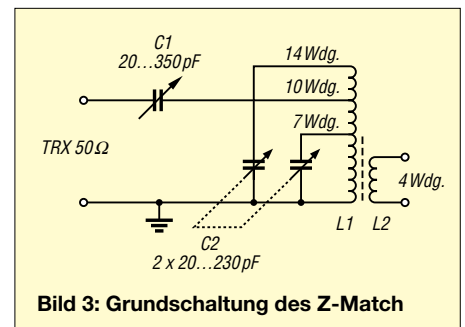 C1
20...350 pF
14 Wdg.
10 Wdg.
7 Wdg.
TRX 50 Ω
4 Wdg.
L1 L2
C2
2 x 20...230 pF
Bild 3: Grundschaltung des Z-Match